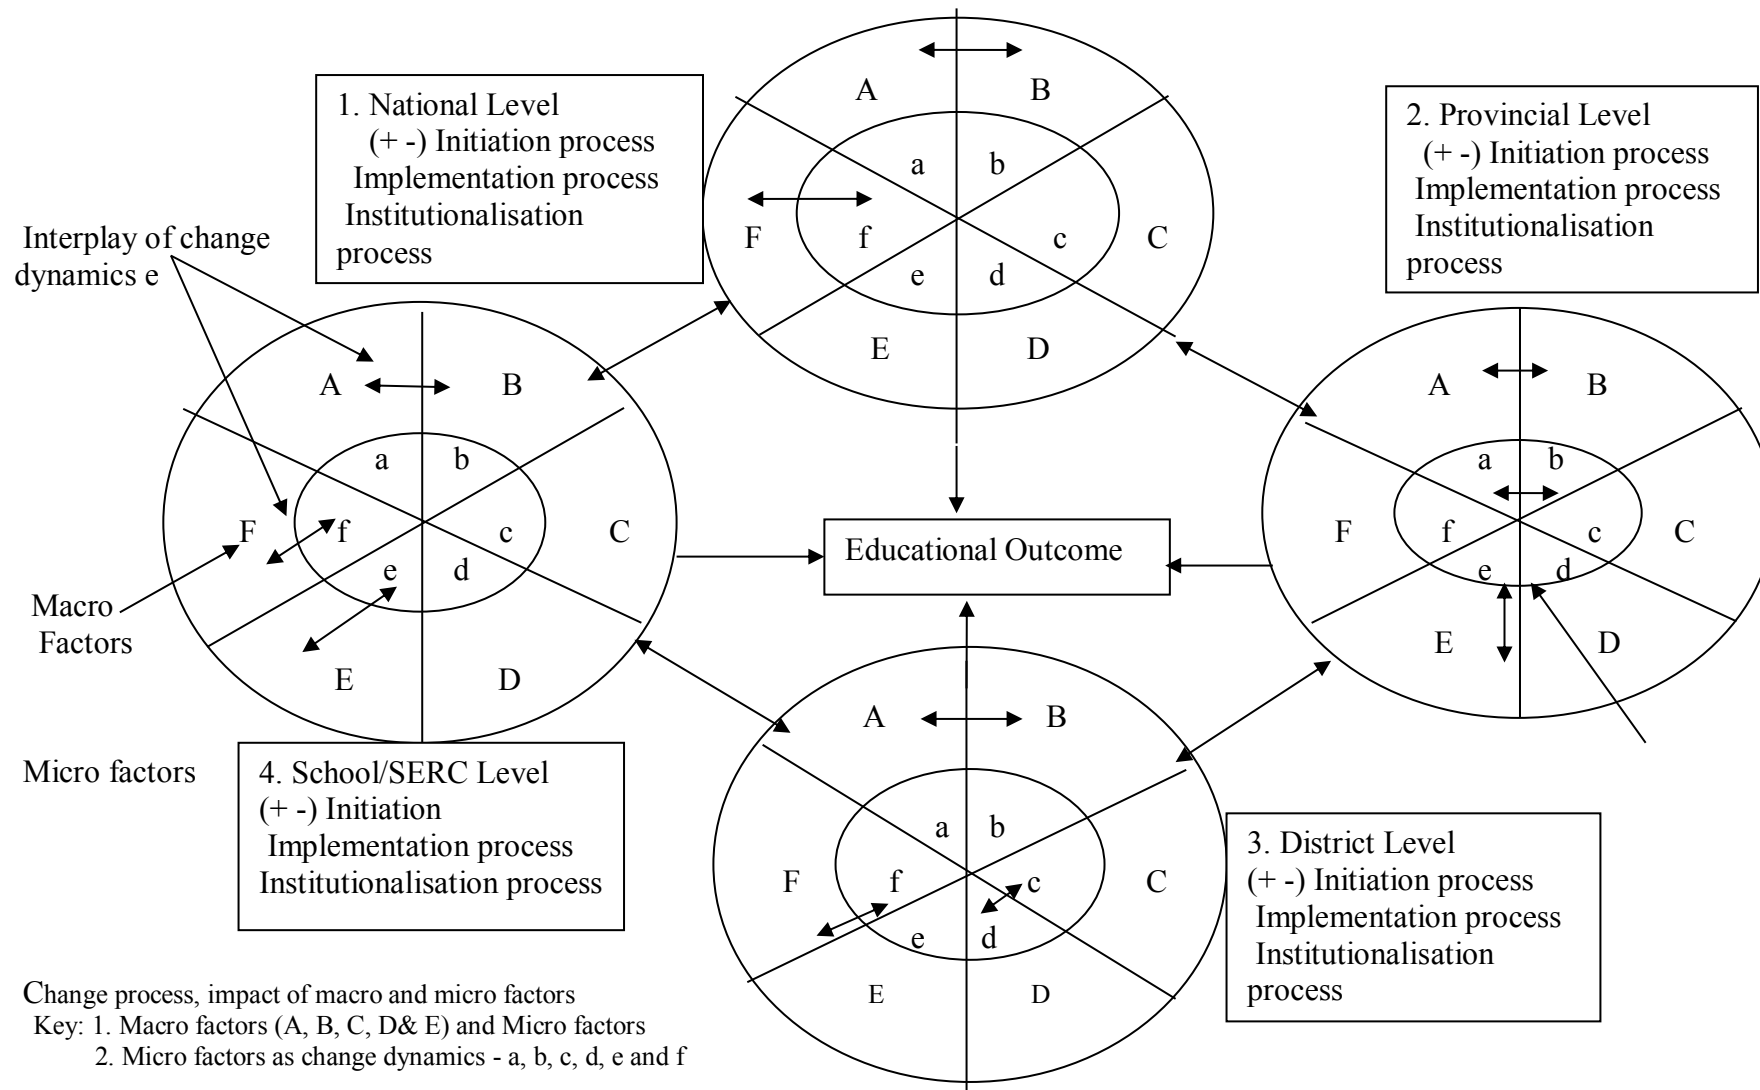 A
B
a
b
F
f
c
C
e
d
E
D
1. National Level
(+ -) Initiation process
Implementation process
Institutionalisation
process
2. Provincial Level
(+ -) Initiation process
Implementation process
Institutionalisation
process
Interplay of change
dynamics e
A
B
a
b
F
f
c
C
e
d
E
D
Macro
Factors
Educational Outcome
A
B
a
b
F
f
c
C
e
d
E
D
Micro factors
4. School/SERC Level
(+ -) Initiation
Implementation process
Institutionalisation process
A
B
a
b
F
f
c
C
e
d
E
D
3. District Level
(+ -) Initiation process
Implementation process
Institutionalisation
process
Change process, impact of macro and micro factors
Key: 1. Macro factors (A, B, C, D& E) and Micro factors
2. Micro factors as change dynamics - a, b, c, d, e and f